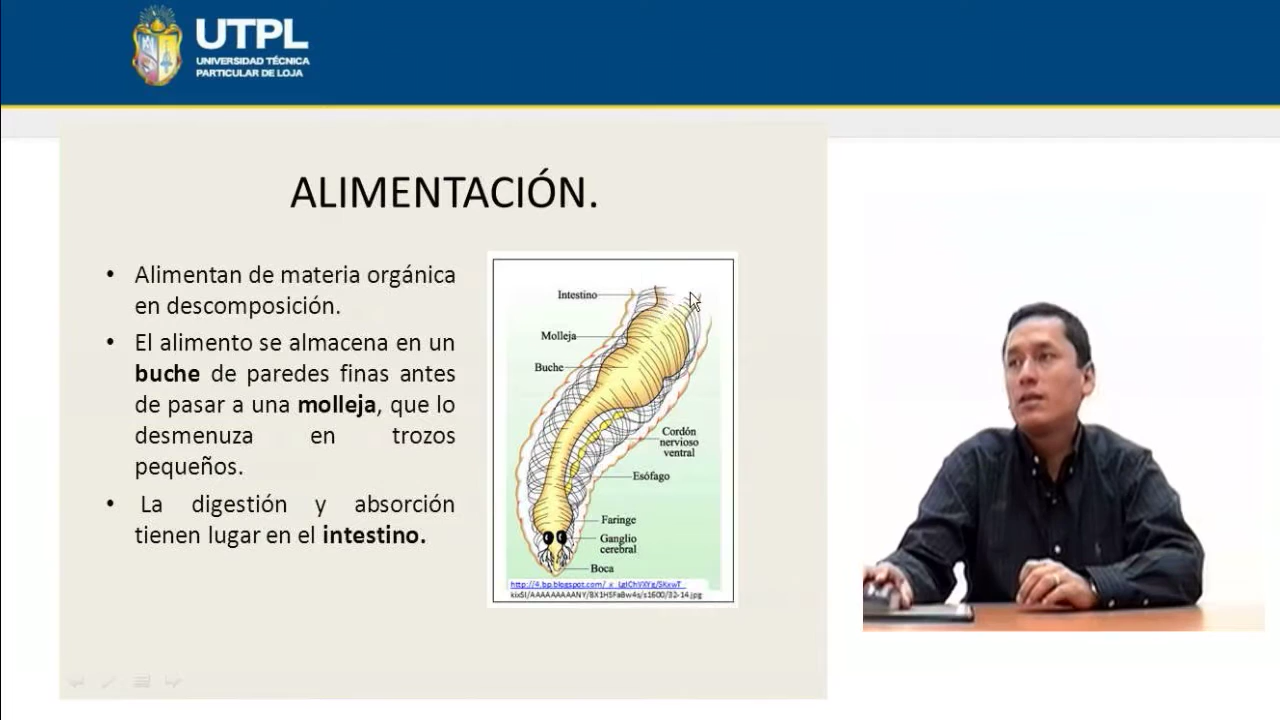 UTPL
UNIVERSIDAD TÉCNICA
PARTICULAR DE LOJA
ALIMENTACIÓN.
• Alimentan de materia orgánica
en descomposición.
• El alimento se almacena en un
buche de paredes finas antes
de pasar a una molleja, que lo
desmenuza en trozos
pequeños.
• La digestión y absorción
tienen lugar en el intestino.
Intestino
Molleja
Buche
Cordón
nervioso
ventral
Esófago
Faringe
Ganglio
cerebral
Boca